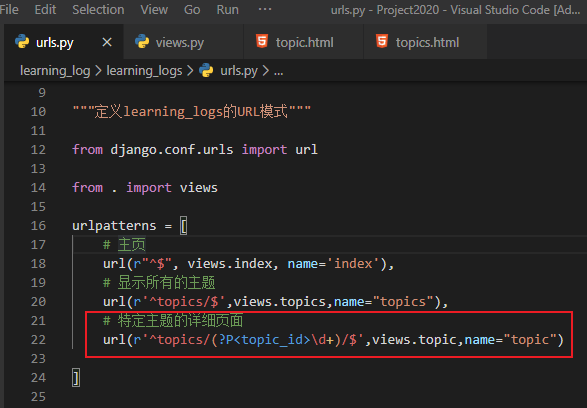 File Edit Selection View Go Run urls.py - Project2020 - Visual Studio Code [Ad...
urls.py × views.py topic.html topics.html
learning_log > learning_logs > urls.py > ...
9
10 """定义learning_logs的URL模式"""
11
12 from django.conf.urls import url
13
14 from . import views
15
16 urlpatterns = [
17 # 主页
18 url(r"^$", views.index, name='index'),
19 # 显示所有的主题
20 url(r'^topics/$',views.topics,name="topics"),
21 # 特定主题的详细页面
22 url(r'^topics/(?P<topic_id>\d+)/$',views.topic,name="topic")
23
24 ]
25